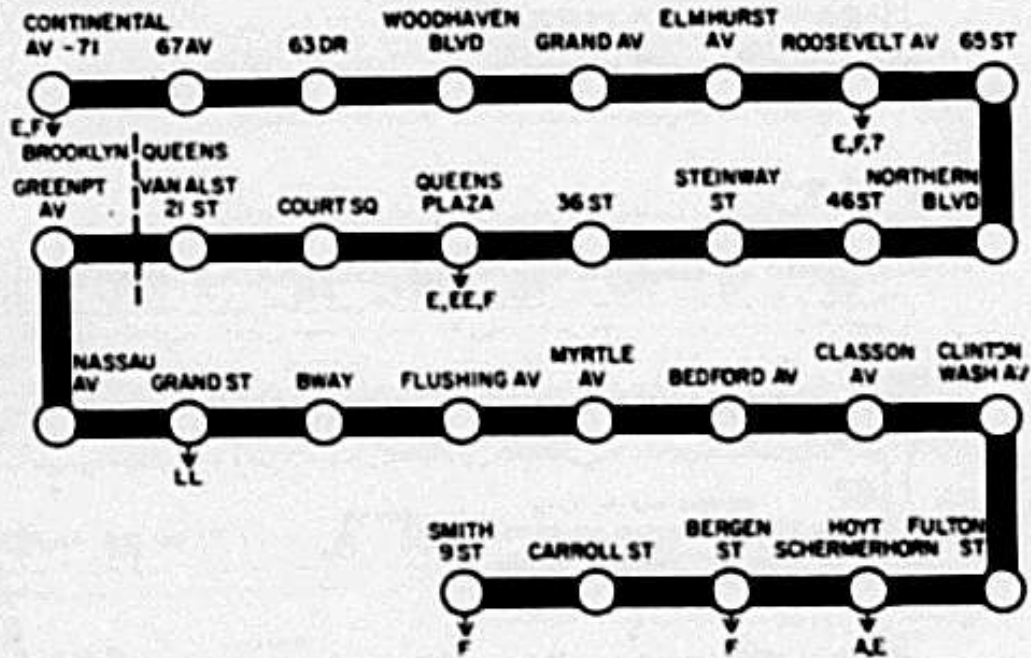 CONTINENTAL
AV - 71
67 AV
63 DR
WOODHAVEN
BLVD
GRAND AV
ELMHURST
AV
ROOSEVELT AV
65 ST
E,F
E,F,7
BROOKLYN
QUEENS
GREENPT
AV
VAN ALST
21 ST
COURT SQ
QUEENS
PLAZA
36 ST
STEINWAY
ST
46 ST
NORTHERN
BLVD
E,EE,F
NASSAU
AV
GRAND ST
BWAY
FLUSHING AV
MYRTLE
AV
BEDFORD AV
CLASSON
AV
CLINTON
WASH AV
LL
SMITH
9 ST
CARROLL ST
BERGEN
ST
HOYT
SCHERMERHORN
FULTON
ST
F
F
A,E